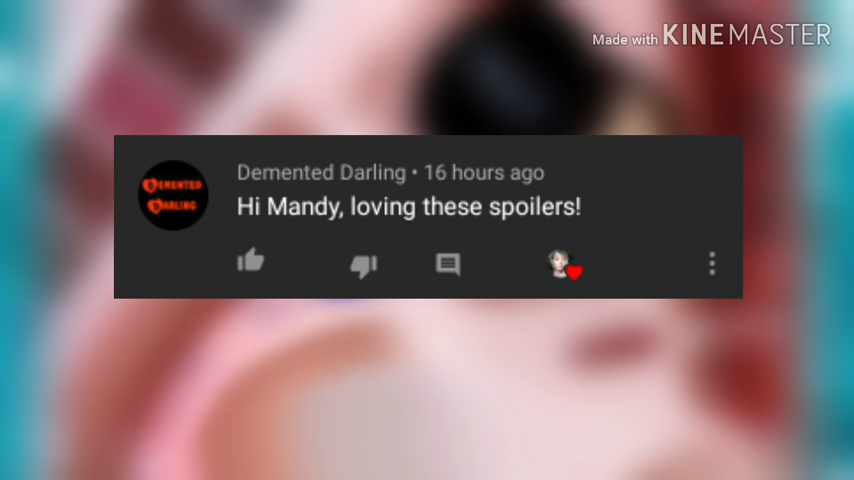 Made with KINEMASTER
Demented Darling • 16 hours ago
DEMENTED
DARLING
Hi Mandy, loving these spoilers!